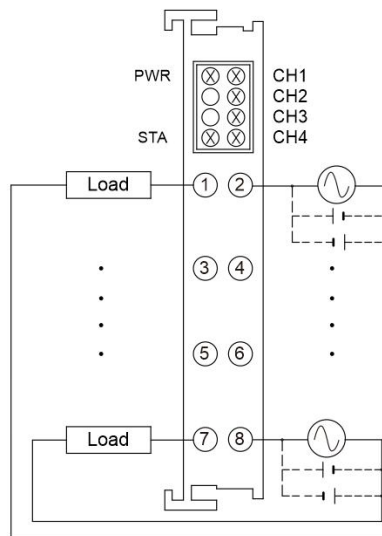 PWR CH1
CH2
CH3
STA CH4
Load 1 2
3 4
5 6
Load 7 8